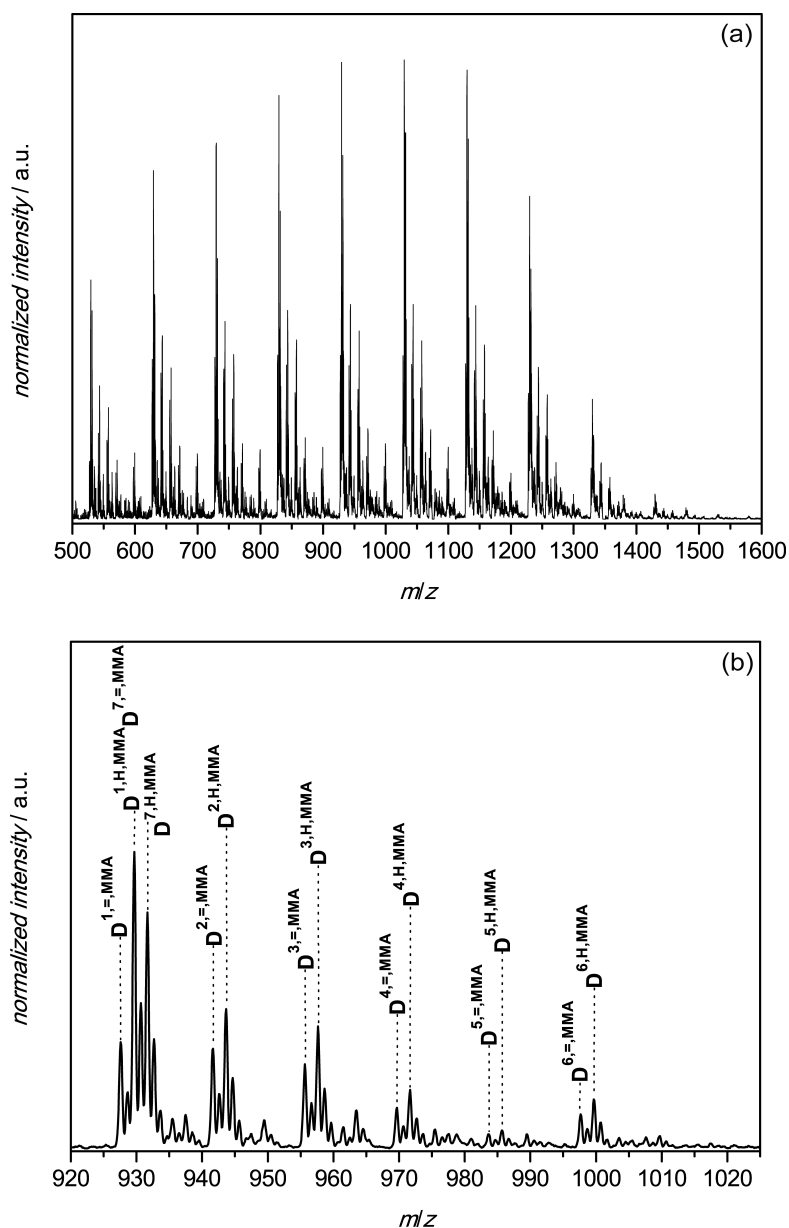 (a)
normalized intensity / a.u.
500 600 700 800 900 1000 1100 1200 1300 1400 1500 1600
m/z
(b)
normalized intensity / a.u.
D1,=,MMA
D1,H,MMA
D7,=,MMA
D7,H,MMA
D2,=,MMA
D2,H,MMA
D3,=,MMA
D3,H,MMA
D4,=,MMA
D4,H,MMA
D5,=,MMA
D5,H,MMA
D6,=,MMA
D6,H,MMA
920 930 940 950 960 970 980 990 1000 1010 1020
m/z